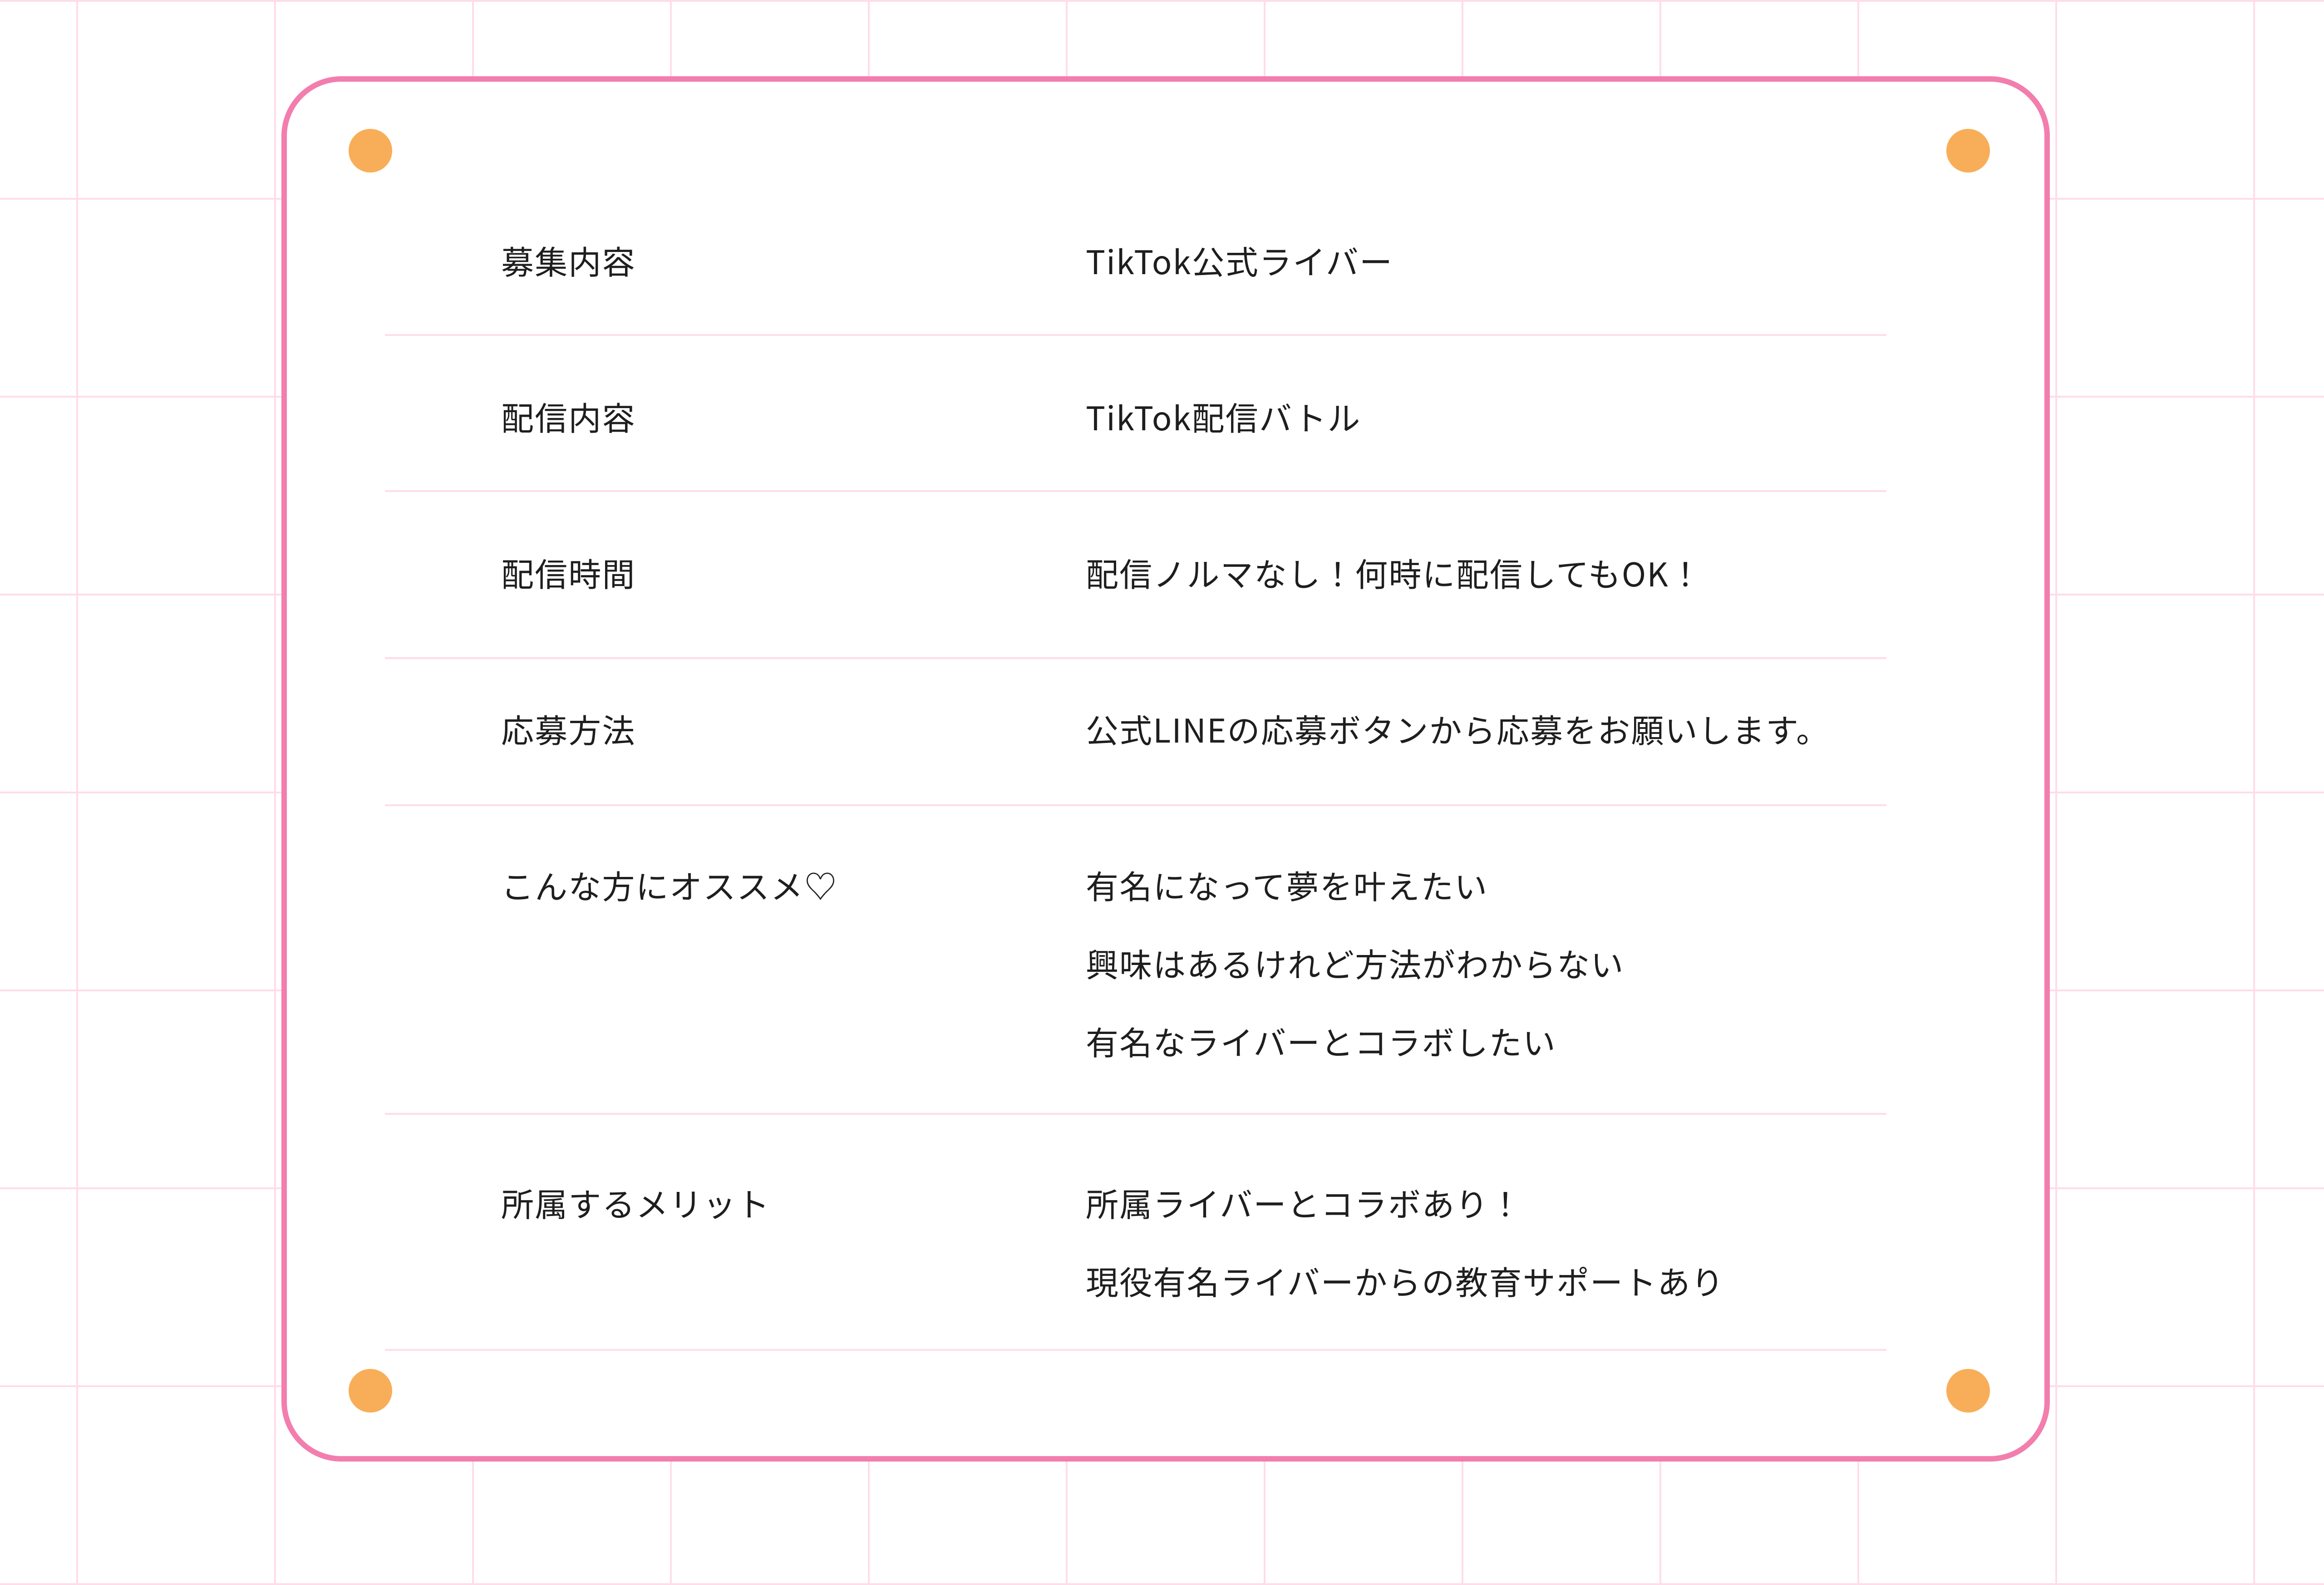 募集内容 TikTok公式ライバー
配信内容 TikTok配信バトル
配信時間 配信ノルマなし！何時に配信してもOK！
応募方法 公式LINEの応募ボタンから応募をお願いします。
こんな方にオススメ♡ 有名になって夢を叶えたい
興味はあるけれど方法がわからない
有名なライバーとコラボしたい
所属するメリット 所属ライバーとコラボあり！
現役有名ライバーからの教育サポートあり